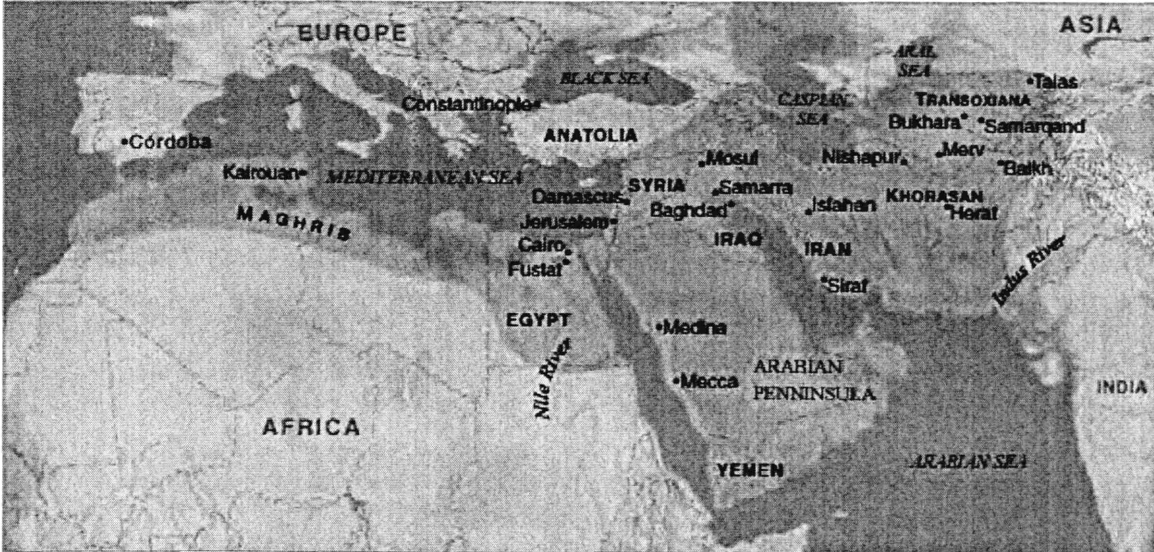 EUROPE
ASIA
BLACK SEA
ARAL
SEA
Talas
CASPIAN
SEA
TRANSOXIANA
Constantinople
Bukhara
Samarqand
ANATOLIA
Córdoba
Mosul
Nishapur
Merv
Balkh
Kairouan
MEDITERRANEAN SEA
SYRIA
Samarra
Damascus
Baghdad
Isfahan
KHORASAN
Herat
MAGHRIB
Jerusalem
IRAQ
IRAN
Cairo
Fustat
Siraf
Indus River
EGYPT
Medina
Nile River
Mecca
ARABIAN
PENNINSULA
INDIA
AFRICA
YEMEN
ARABIAN SEA